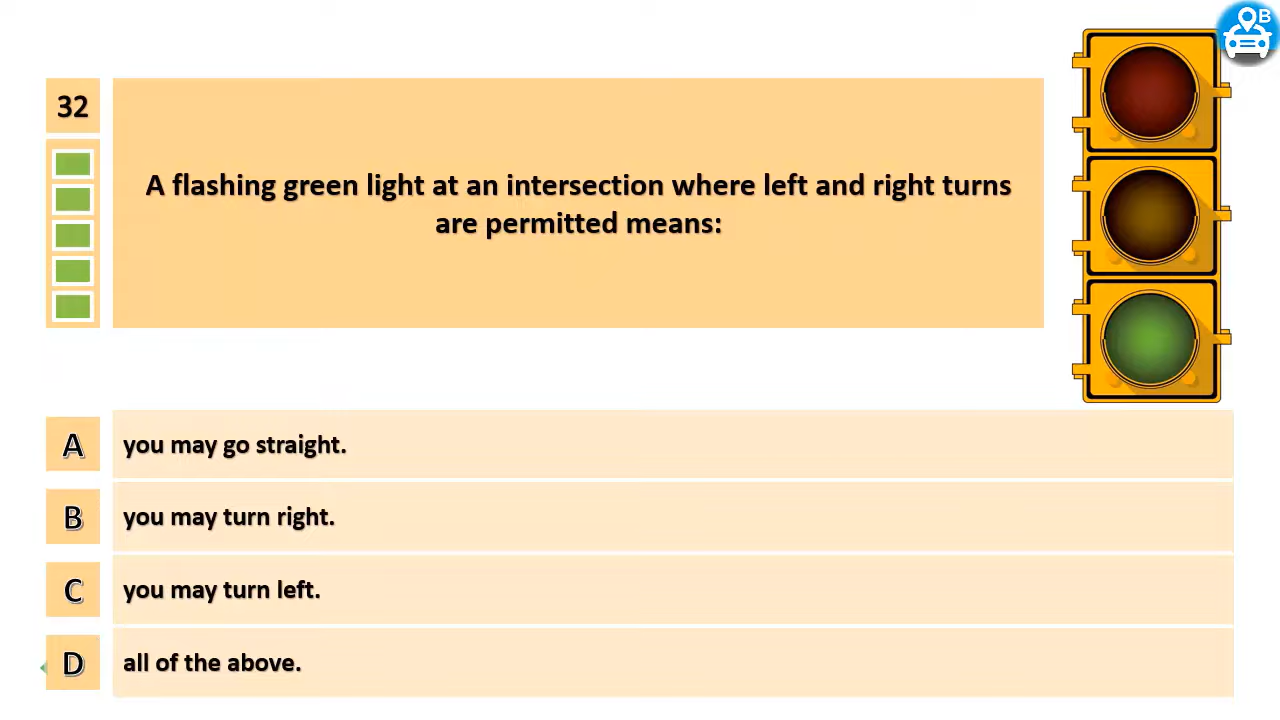 B
32
A flashing green light at an intersection where left and right turns
are permitted means:
A
you may go straight.
B
you may turn right.
C
you may turn left.
D
all of the above.